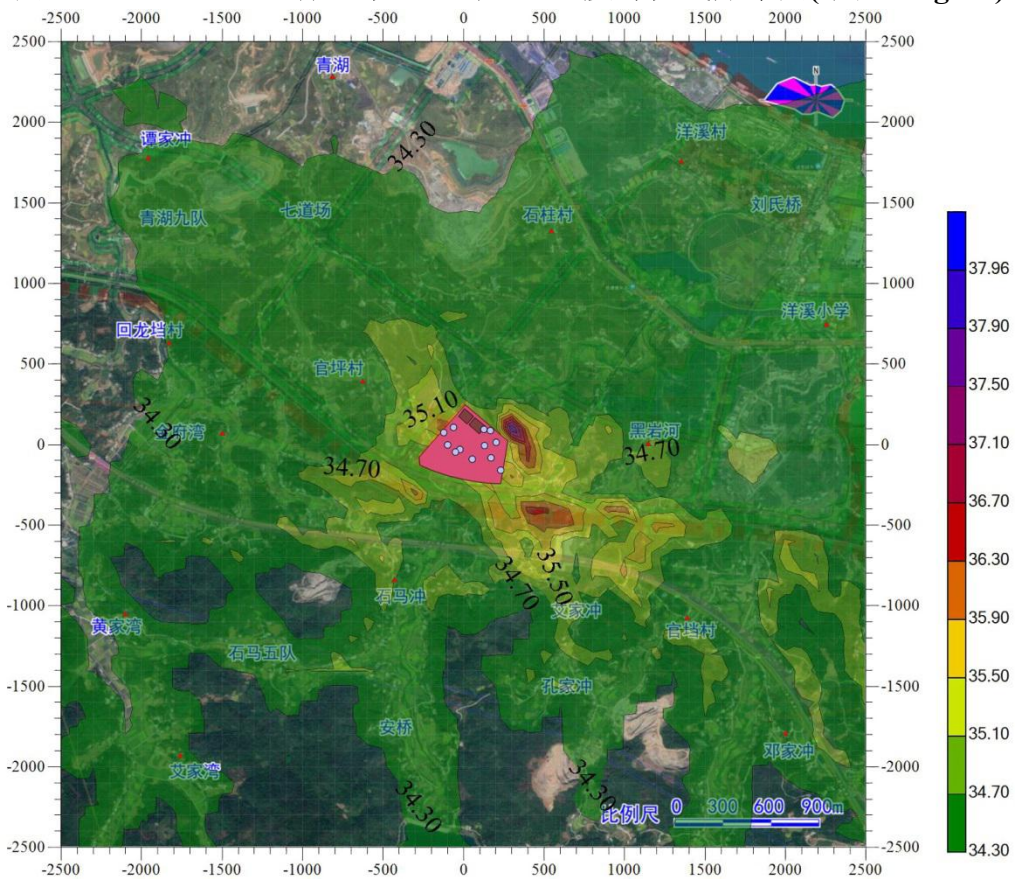 -2500 -2000 -1500 -1000 -500 0 500 1000 1500 2000 2500
2500 2500
N
青湖
2000 34.30 洋溪村 2000
谭家冲
1500 青湖九队 七道场 石桂村 刘氏桥 1500
1000 1000
37.96
回龙垱村 洋溪小学
37.90
500 官坪村 500
37.50
35.10
34.30 府湾 黑岩河
37.10
0 34.70 34.70 0
36.70
-500 -500
36.30
34.70 35.50
石马冲 艾家冲
35.90
-1000 -1000
黄家湾 官垱村
石马五队
35.50
-1500 孔家冲 -1500
安桥
35.10
邓家冲
-2000 艾家湾 -2000
34.70
34.30 34.30
比例尺 0 300 600 900m
34.30
-2500 -2500
-2500 -2000 -1500 -1000 -500 0 500 1000 1500 2000 2500